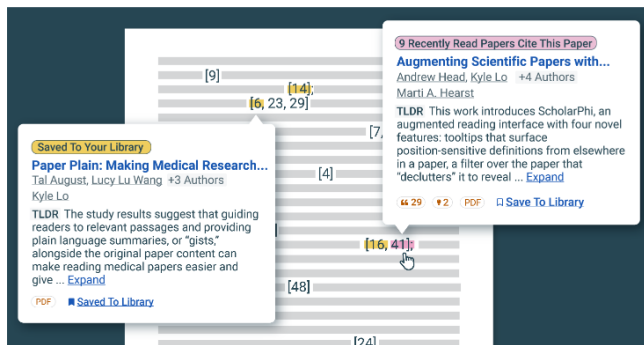 9 Recently Read Papers Cite This Paper
Augmenting Scientific Papers with...
Andrew Head, Kyle Lo +4 Authors
Marti A. Hearst
TLDR This work introduces ScholarPhi, an
augmented reading interface with four novel
features: tooltips that surface
position-sensitive definitions from elsewhere
in a paper, a filter over the paper that
"declutters" it to reveal ... Expand
29 2 PDF Save To Library
[9]
[14];
[6, 23, 29]
[7,
Saved To Your Library
Paper Plain: Making Medical Research...
Tal August, Lucy Lu Wang +3 Authors
Kyle Lo
TLDR The study results suggest that guiding
readers to relevant passages and providing
plain language summaries, or “gists,”
alongside the original paper content can
make reading medical papers easier and
give ... Expand
PDF Saved To Library
[4]
]
[16, 41];
[48]
[24]